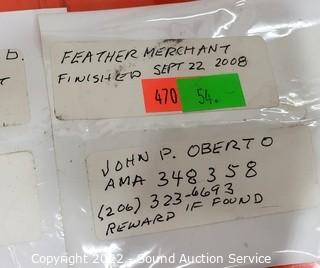 D.
T
FEATHER MERCHANT
FINISHED SEPT 22 2008
470 54.-
JOHN P. OBERTO
AMA 348358
(206) 323-6693
REWARD IF FOUND
Copyright 2022 - Sound Auction Service